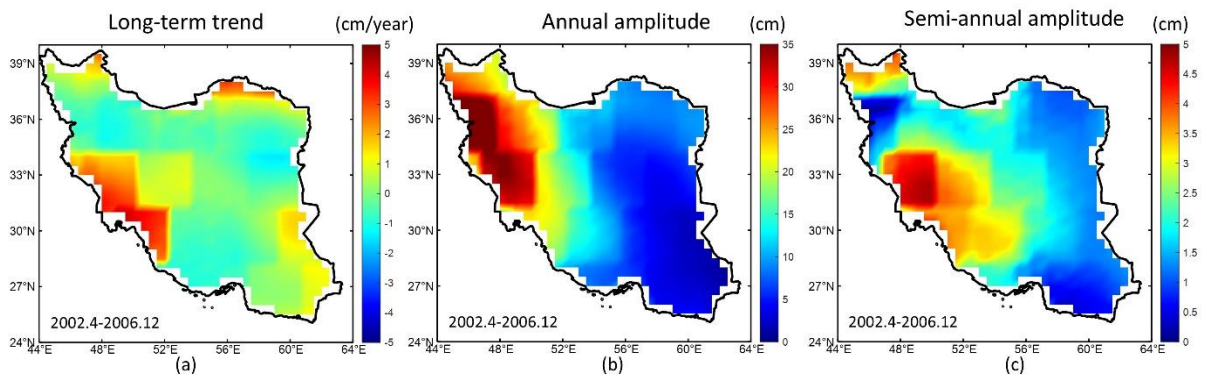 Long-term trend (cm/year) Annual amplitude (cm) Semi-annual amplitude (cm)
39°N 5 39°N 35 39°N 5
4 4.5
36°N 3 36°N 30 36°N 4
2 25 3.5
33°N 1 33°N 20 33°N 3
0 2.5
30°N -1 30°N 15 30°N 2
-2 10 1.5
27°N -3 27°N 5 27°N 1
-4 0.5
2002.4-2006.12 2002.4-2006.12 2002.4-2006.12
24°N -5 24°N 0 24°N 0
44°E 48°E 52°E 56°E 60°E 64°E 44°E 48°E 52°E 56°E 60°E 64°E 44°E 48°E 52°E 56°E 60°E 64°E
(a) (b) (c)